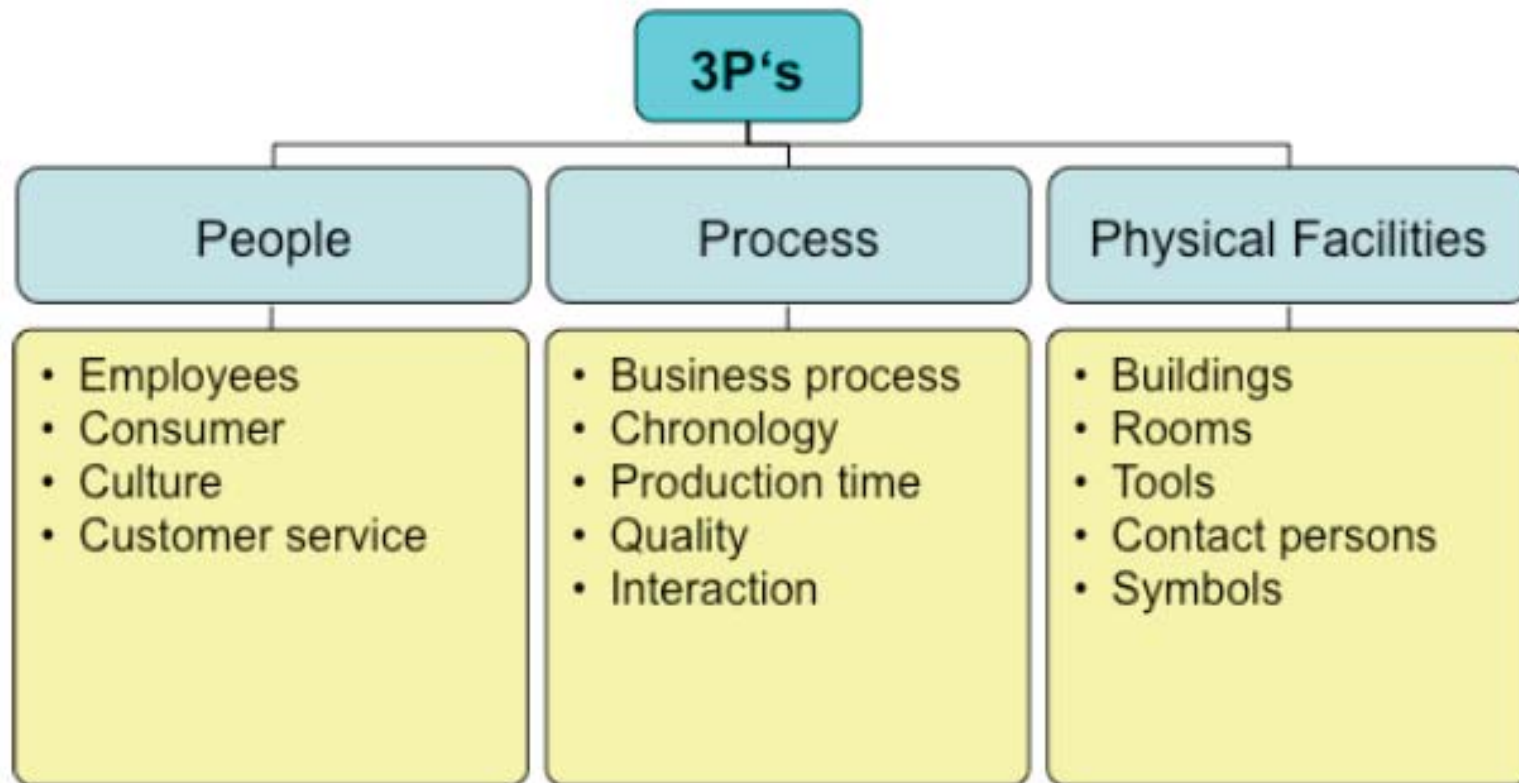 3P‘s
People
Process
Physical Facilities
• Employees
• Consumer
• Culture
• Customer service
• Business process
• Chronology
• Production time
• Quality
• Interaction
• Buildings
• Rooms
• Tools
• Contact persons
• Symbols